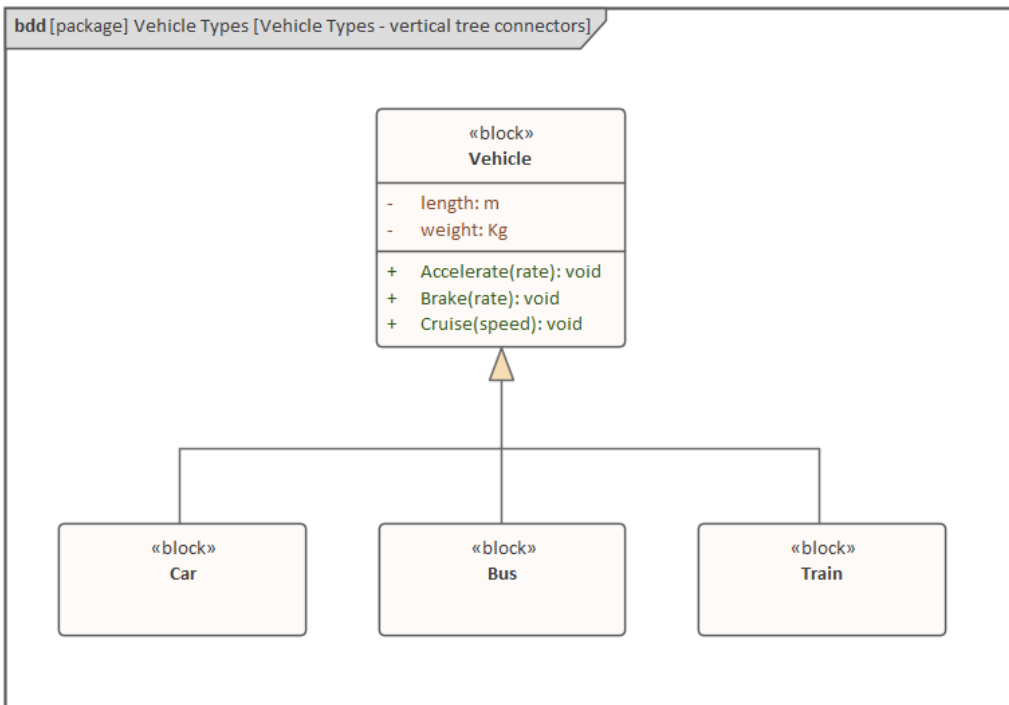 bdd [package] Vehicle Types [Vehicle Types - vertical tree connectors]
«block»
Vehicle
- length: m
- weight: Kg
+ Accelerate(rate): void
+ Brake(rate): void
+ Cruise(speed): void
«block»
Car
«block»
Bus
«block»
Train